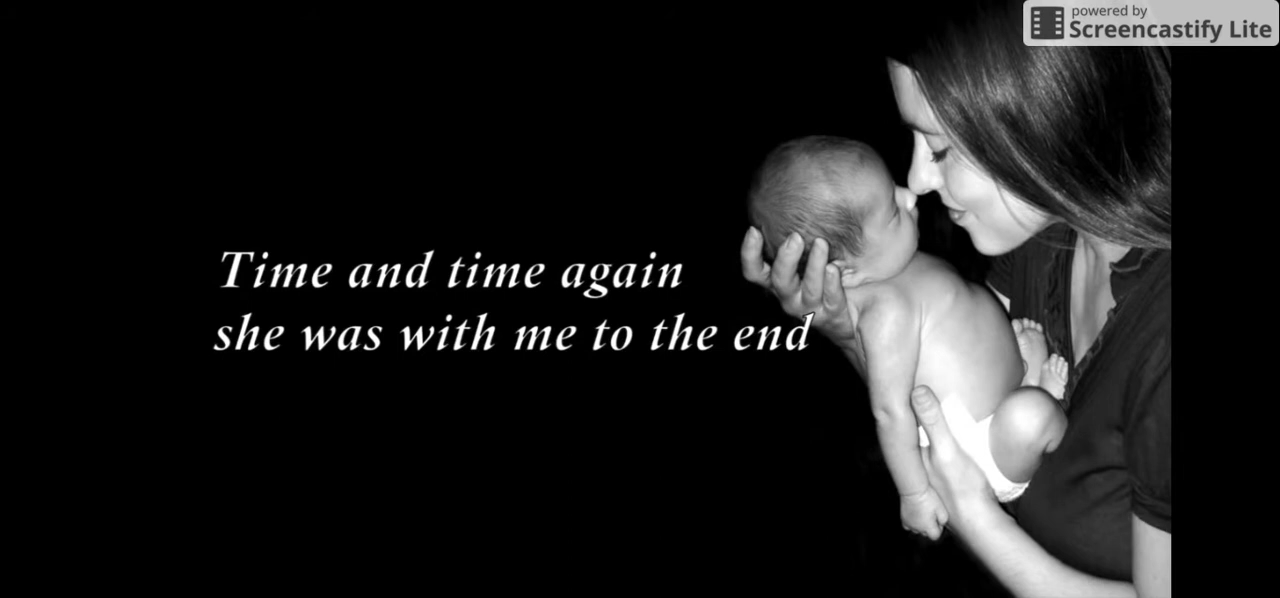 powered by
Screencastify Lite
Time and time again
she was with me to the end